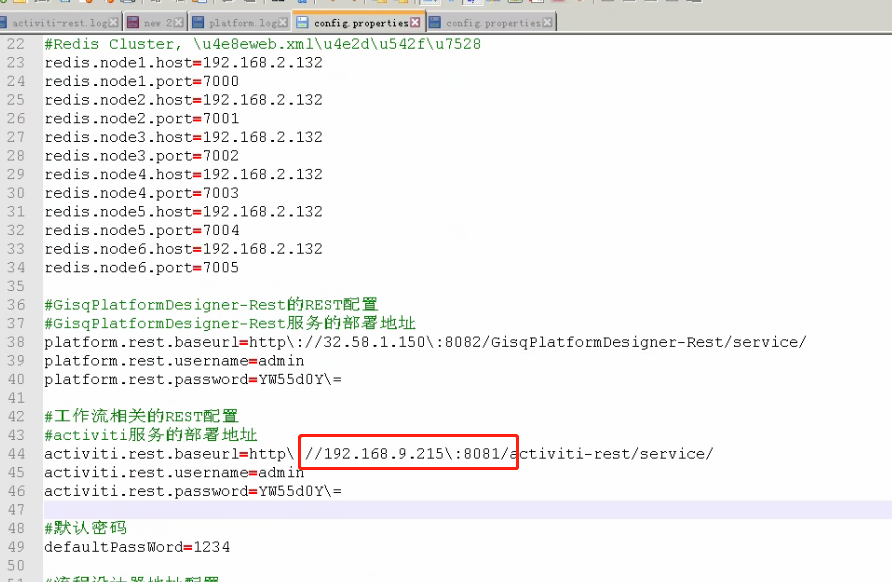 activiti-rest.log new 2 platform.log config.properties config.properties
22 #Redis Cluster, \u4e8eweb.xml\u4e2d\u542f\u7528
23 redis.node1.host=192.168.2.132
24 redis.node1.port=7000
25 redis.node2.host=192.168.2.132
26 redis.node2.port=7001
27 redis.node3.host=192.168.2.132
28 redis.node3.port=7002
29 redis.node4.host=192.168.2.132
30 redis.node4.port=7003
31 redis.node5.host=192.168.2.132
32 redis.node5.port=7004
33 redis.node6.host=192.168.2.132
34 redis.node6.port=7005
35
36 #GisqPlatformDesigner-Rest的REST配置
37 #GisqPlatformDesigner-Rest服务的部署地址
38 platform.rest.baseurl=http\://32.58.1.150\:8082/GisqPlatformDesigner-Rest/service/
39 platform.rest.username=admin
40 platform.rest.password=YW55d0Y\=
41
42 #工作流相关的REST配置
43 #activiti服务的部署地址
44 activiti.rest.baseurl=http\ //192.168.9.215\:8081/activiti-rest/service/
45 activiti.rest.username=admin
46 activiti.rest.password=YW55d0Y\=
47
48 #默认密码
49 defaultPassWord=1234
50
51 #流程设计器地址配置